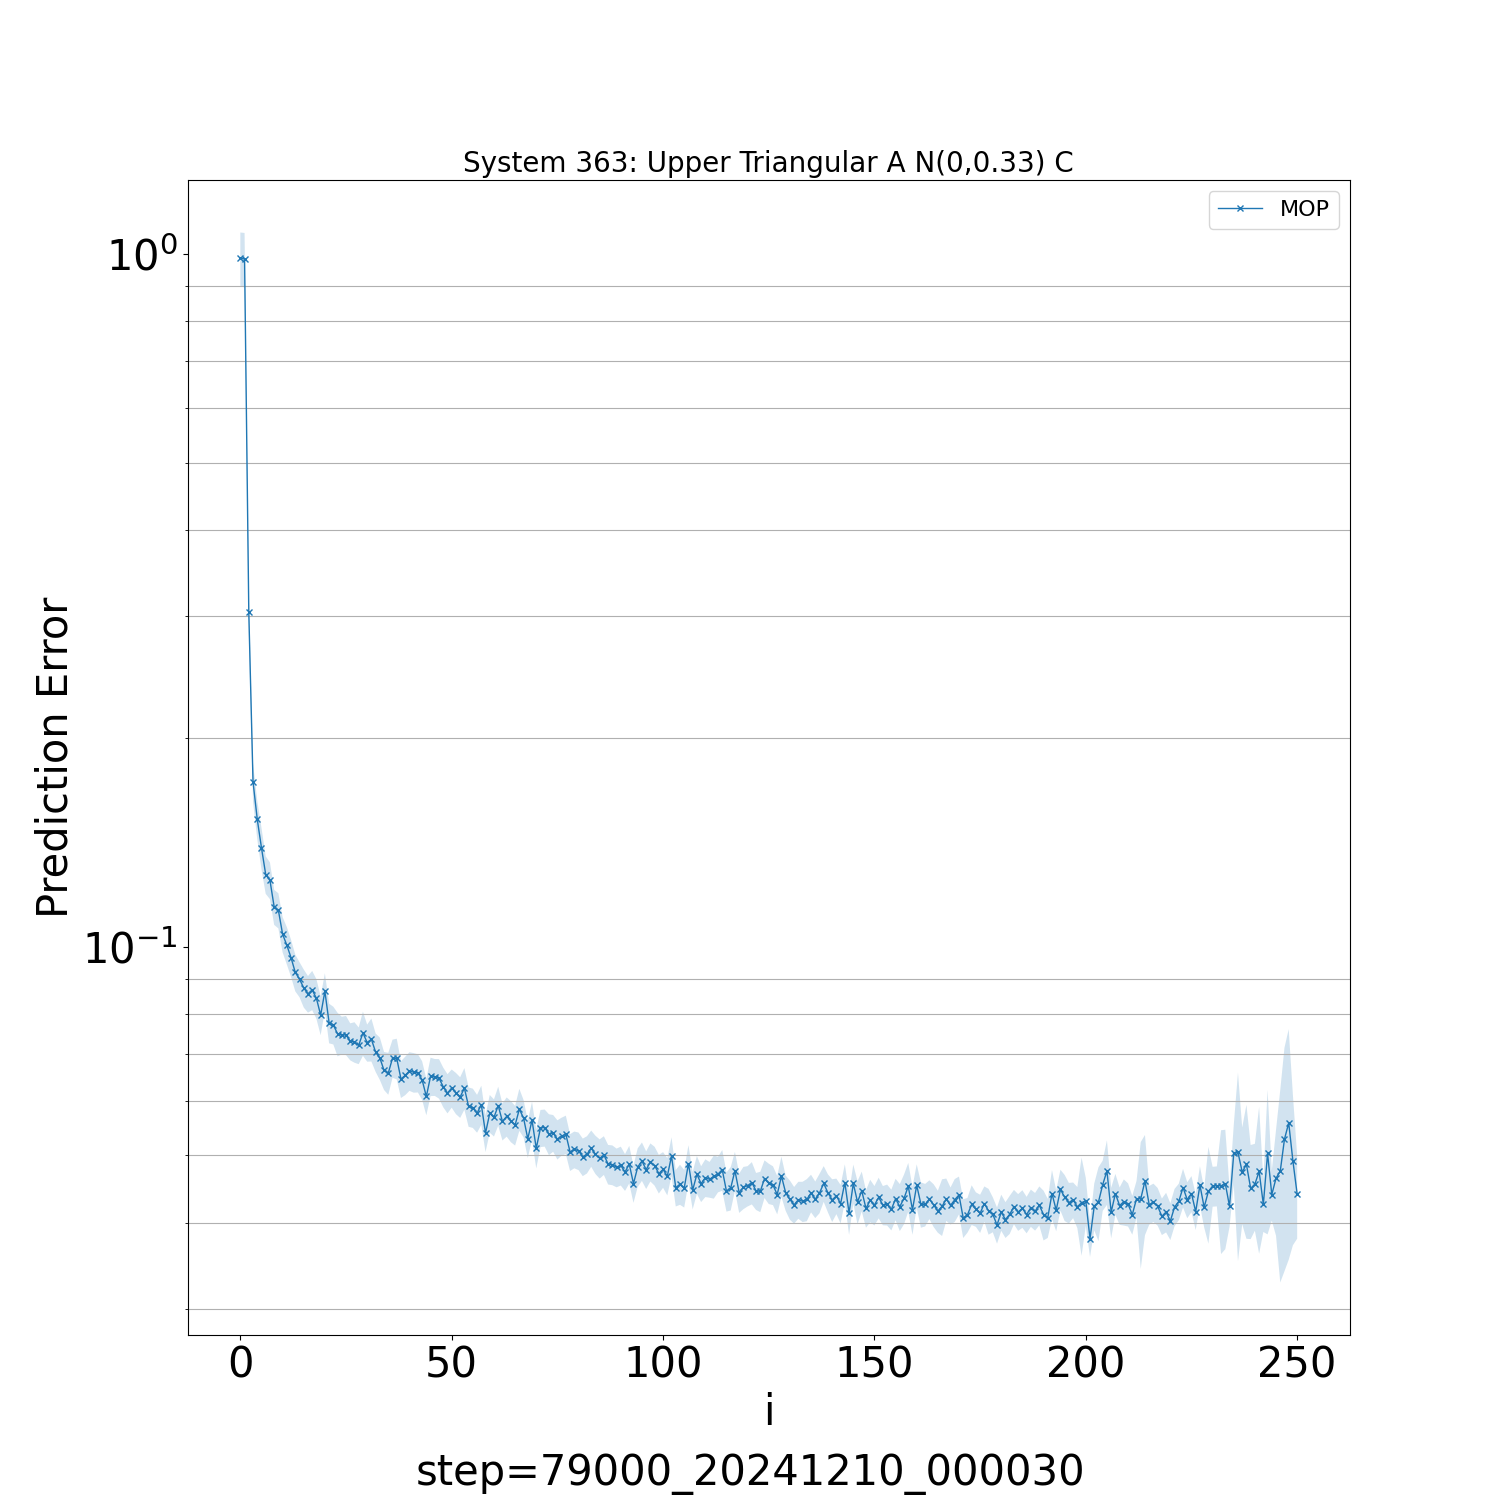 System 363: Upper Triangular A N(0,0.33) C
MOP
10⁰
10⁻¹
Prediction Error
0 50 100 150 200 250
i
step=79000_20241210_000030